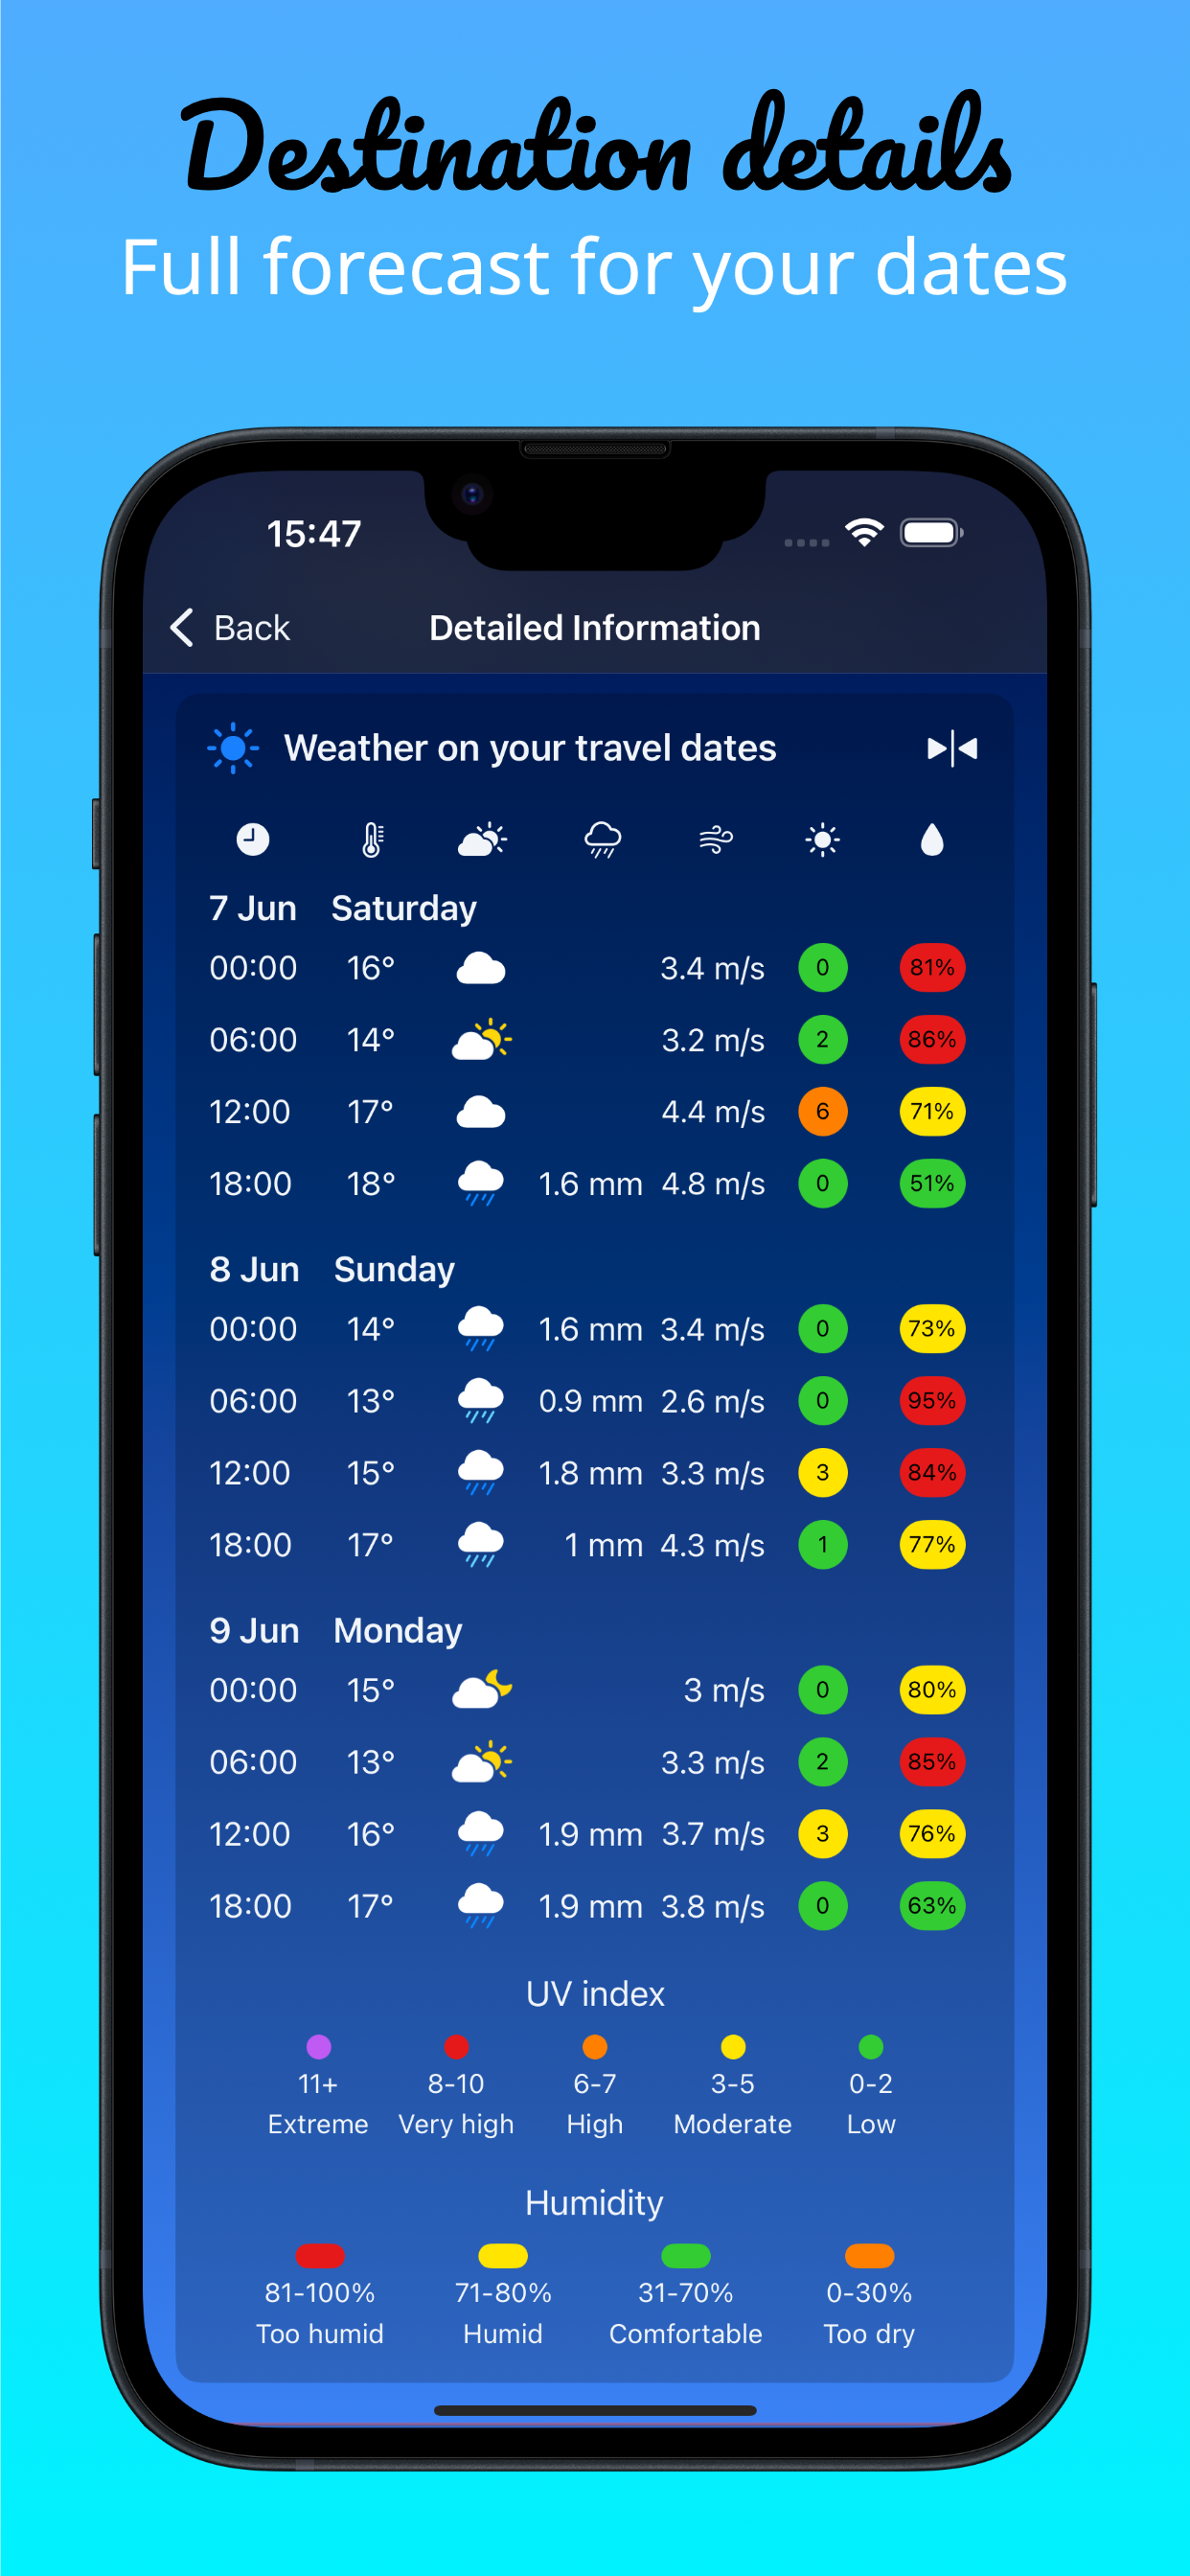 Destination details
Full forecast for your dates
15:47
Back Detailed Information
Weather on your travel dates
7 Jun Saturday
00:00 16° 3.4 m/s 0 81%
06:00 14° 3.2 m/s 2 86%
12:00 17° 4.4 m/s 6 71%
18:00 18° 1.6 mm 4.8 m/s 0 51%
8 Jun Sunday
00:00 14° 1.6 mm 3.4 m/s 0 73%
06:00 13° 0.9 mm 2.6 m/s 0 95%
12:00 15° 1.8 mm 3.3 m/s 3 84%
18:00 17° 1 mm 4.3 m/s 1 77%
9 Jun Monday
00:00 15° 3 m/s 0 80%
06:00 13° 3.3 m/s 2 85%
12:00 16° 1.9 mm 3.7 m/s 3 76%
18:00 17° 1.9 mm 3.8 m/s 0 63%
UV index
11+ 8-10 6-7 3-5 0-2
Extreme Very high High Moderate Low
Humidity
81-100% 71-80% 31-70% 0-30%
Too humid Humid Comfortable Too dry